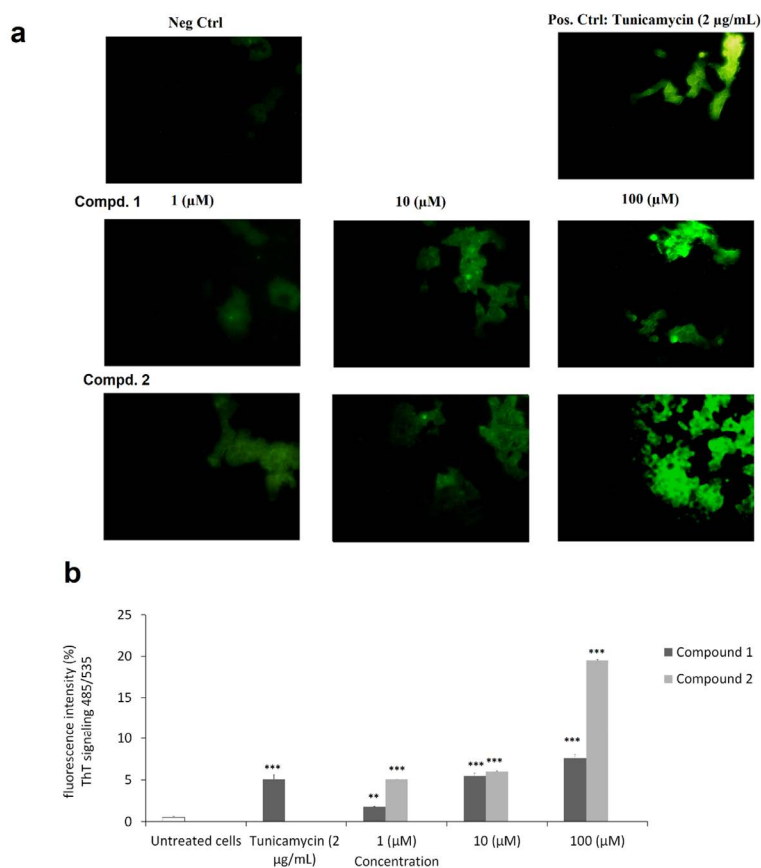 a
Neg Ctrl
Pos. Ctrl: Tunicamycin (2 µg/mL)
Compd. 1
1 (µM)
10 (µM)
100 (µM)
Compd. 2
b
25
20
15
10
5
0
fluorescence intensity (%)
ThT signaling 485/535
***
**
***
***
***
***
***
Compound 1
Compound 2
Untreated cells
Tunicamycin (2
µg/mL)
1 (µM)
10 (µM)
100 (µM)
Concentration